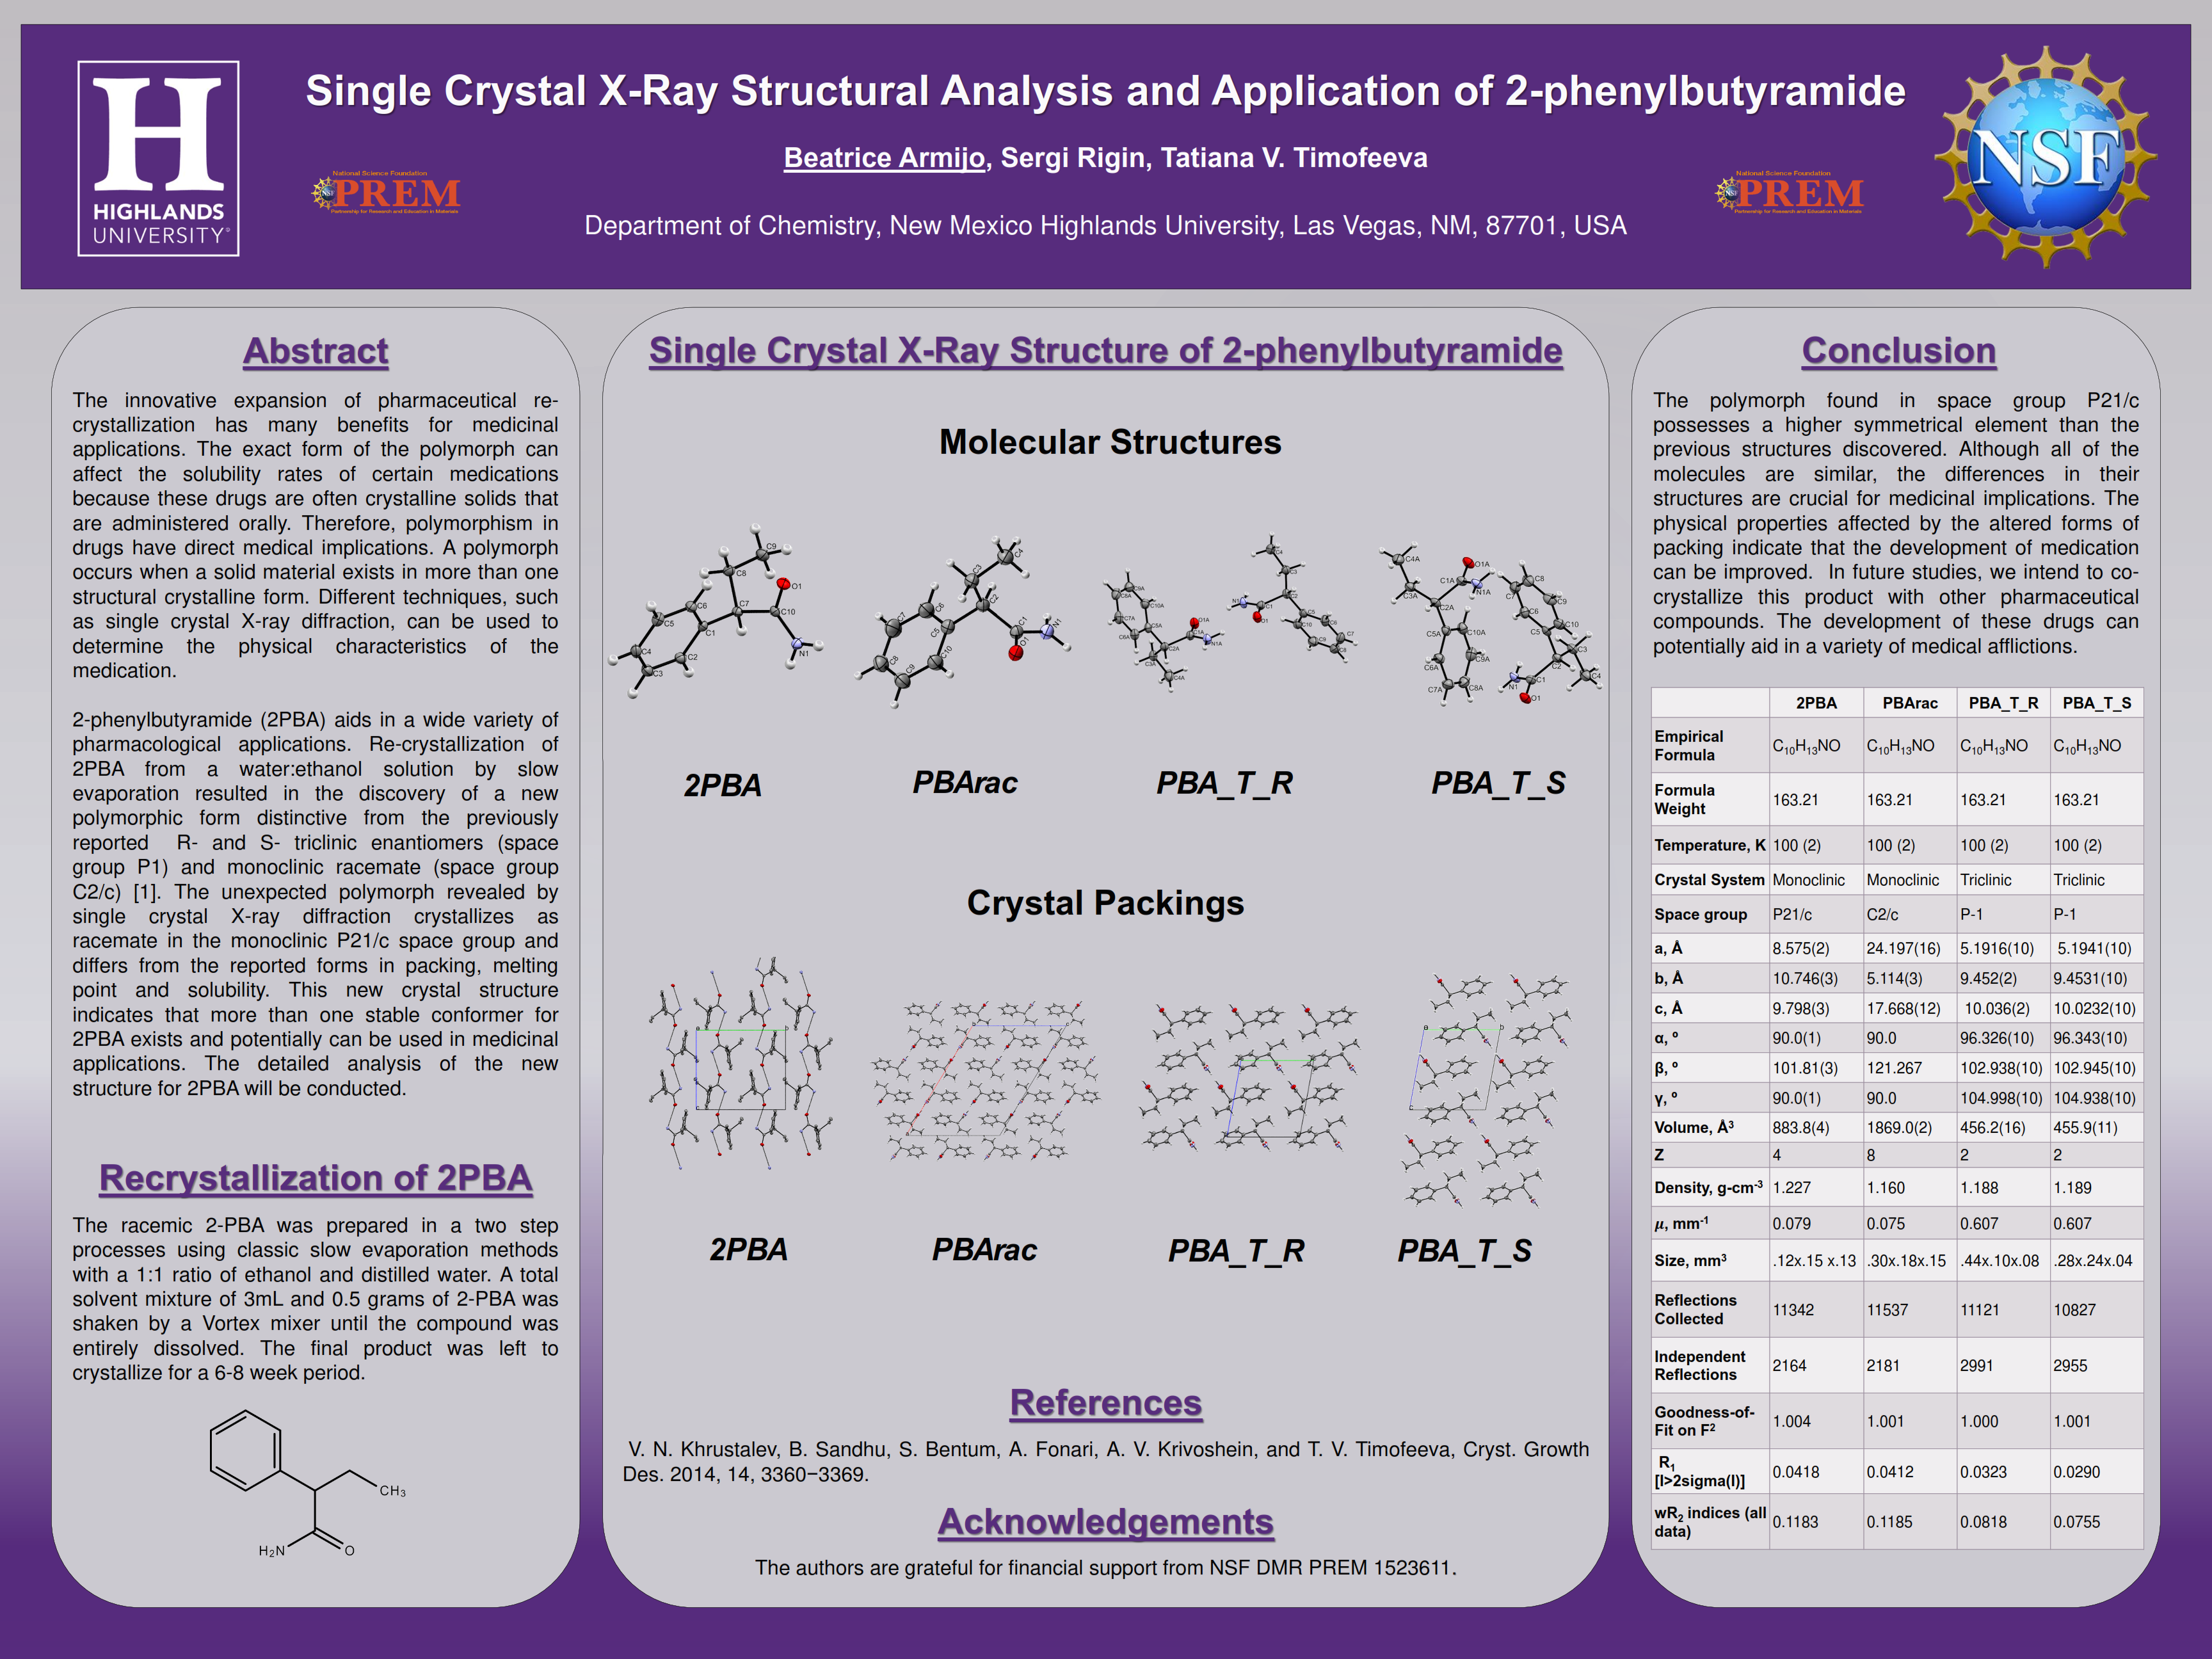 H
HIGHLANDS
UNIVERSITY®
Single Crystal X-Ray Structural Analysis and Application of 2-phenylbutyramide
Beatrice Armijo, Sergi Rigin, Tatiana V. Timofeeva
Department of Chemistry, New Mexico Highlands University, Las Vegas, NM, 87701, USA
National Science Foundation
PREM
Partnership for Research and Education in Materials
National Science Foundation
PREM
Partnership for Research and Education in Materials
NSF
Abstract
The innovative expansion of pharmaceutical re-
crystallization has many benefits for medicinal
applications. The exact form of the polymorph can
affect the solubility rates of certain medications
because these drugs are often crystalline solids that
are administered orally. Therefore, polymorphism in
drugs have direct medical implications. A polymorph
occurs when a solid material exists in more than one
structural crystalline form. Different techniques, such
as single crystal X-ray diffraction, can be used to
determine the physical characteristics of the
medication.
2-phenylbutyramide (2PBA) aids in a wide variety of
pharmacological applications. Re-crystallization of
2PBA from a water:ethanol solution by slow
evaporation resulted in the discovery of a new
polymorphic form distinctive from the previously
reported R- and S- triclinic enantiomers (space
group P1) and monoclinic racemate (space group
C2/c) [1]. The unexpected polymorph revealed by
single crystal X-ray diffraction crystallizes as
racemate in the monoclinic P21/c space group and
differs from the reported forms in packing, melting
point and solubility. This new crystal structure
indicates that more than one stable conformer for
2PBA exists and potentially can be used in medicinal
applications. The detailed analysis of the new
structure for 2PBA will be conducted.
Recrystallization of 2PBA
The racemic 2-PBA was prepared in a two step
processes using classic slow evaporation methods
with a 1:1 ratio of ethanol and distilled water. A total
solvent mixture of 3mL and 0.5 grams of 2-PBA was
shaken by a Vortex mixer until the compound was
entirely dissolved. The final product was left to
crystallize for a 6-8 week period.
CH3
H2N O
Single Crystal X-Ray Structure of 2-phenylbutyramide
Molecular Structures
2PBA PBArac PBA_T_R PBA_T_S
Crystal Packings
2PBA PBArac PBA_T_R PBA_T_S
References
V. N. Khrustalev, B. Sandhu, S. Bentum, A. Fonari, A. V. Krivoshein, and T. V. Timofeeva, Cryst. Growth
Des. 2014, 14, 3360−3369.
Acknowledgements
The authors are grateful for financial support from NSF DMR PREM 1523611.
Conclusion
The polymorph found in space group P21/c
possesses a higher symmetrical element than the
previous structures discovered. Although all of the
molecules are similar, the differences in their
structures are crucial for medicinal implications. The
physical properties affected by the altered forms of
packing indicate that the development of medication
can be improved. In future studies, we intend to co-
crystallize this product with other pharmaceutical
compounds. The development of these drugs can
potentially aid in a variety of medical afflictions.
2PBA PBArac PBA_T_R PBA_T_S
Empirical Formula C10H13NO C10H13NO C10H13NO C10H13NO
Formula Weight 163.21 163.21 163.21 163.21
Temperature, K 100 (2) 100 (2) 100 (2) 100 (2)
Crystal System Monoclinic Monoclinic Triclinic Triclinic
Space group P21/c C2/c P-1 P-1
a, Å 8.575(2) 24.197(16) 5.1916(10) 5.1941(10)
b, Å 10.746(3) 5.114(3) 9.452(2) 9.4531(10)
c, Å 9.798(3) 17.668(12) 10.036(2) 10.0232(10)
α, º 90.0(1) 90.0 96.326(10) 96.343(10)
β, º 101.81(3) 121.267 102.938(10) 102.945(10)
γ, º 90.0(1) 90.0 104.998(10) 104.938(10)
Volume, Å3 883.8(4) 1869.0(2) 456.2(16) 455.9(11)
Z 4 8 2 2
Density, g-cm-3 1.227 1.160 1.188 1.189
μ, mm-1 0.079 0.075 0.607 0.607
Size, mm3 .12x.15 x.13 .30x.18x.15 .44x.10x.08 .28x.24x.04
Reflections Collected 11342 11537 11121 10827
Independent Reflections 2164 2181 2991 2955
Goodness-of-Fit on F2 1.004 1.001 1.000 1.001
R1 [I>2sigma(I)] 0.0418 0.0412 0.0323 0.0290
wR2 indices (all data) 0.1183 0.1185 0.0818 0.0755